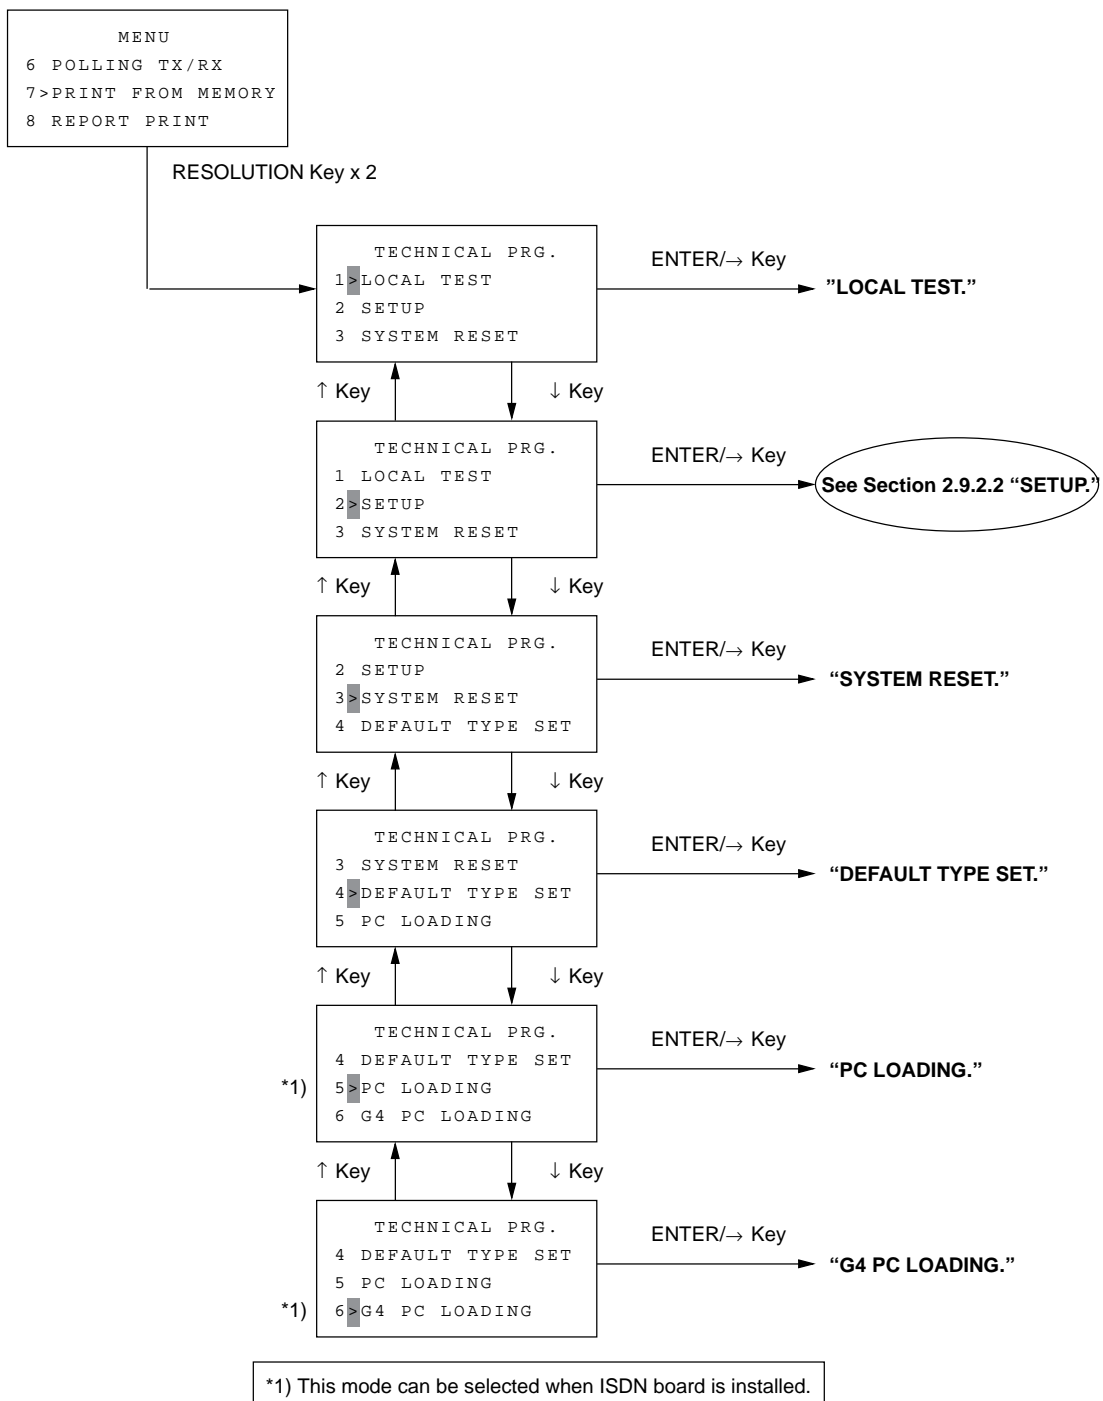 MENU
6 POLLING TX/RX
7>PRINT FROM MEMORY
8 REPORT PRINT
RESOLUTION Key x 2
TECHNICAL PRG.
1>LOCAL TEST
2 SETUP
3 SYSTEM RESET
ENTER/→ Key
”LOCAL TEST.”
↑ Key
↓ Key
TECHNICAL PRG.
1 LOCAL TEST
2>SETUP
3 SYSTEM RESET
ENTER/→ Key
See Section 2.9.2.2 “SETUP.”
↑ Key
↓ Key
TECHNICAL PRG.
2 SETUP
3>SYSTEM RESET
4 DEFAULT TYPE SET
ENTER/→ Key
“SYSTEM RESET.”
↑ Key
↓ Key
TECHNICAL PRG.
3 SYSTEM RESET
4>DEFAULT TYPE SET
5 PC LOADING
ENTER/→ Key
“DEFAULT TYPE SET.”
↑ Key
↓ Key
TECHNICAL PRG.
4 DEFAULT TYPE SET
*1) 5>PC LOADING
6 G4 PC LOADING
ENTER/→ Key
“PC LOADING.”
↑ Key
↓ Key
TECHNICAL PRG.
4 DEFAULT TYPE SET
5 PC LOADING
*1) 6>G4 PC LOADING
ENTER/→ Key
“G4 PC LOADING.”
*1) This mode can be selected when ISDN board is installed.